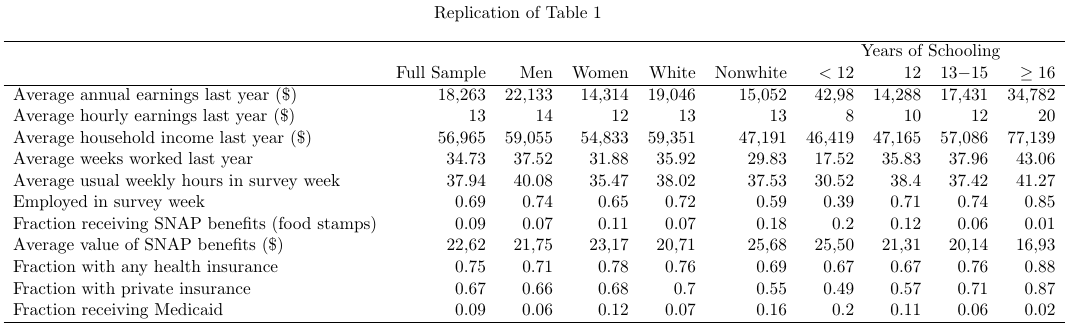 Replication of Table 1
Years of Schooling
Full Sample Men Women White Nonwhite < 12 12 13−15 ≥ 16
Average annual earnings last year ($) 18,263 22,133 14,314 19,046 15,052 42,98 14,288 17,431 34,782
Average hourly earnings last year ($) 13 14 12 13 13 8 10 12 20
Average household income last year ($) 56,965 59,055 54,833 59,351 47,191 46,419 47,165 57,086 77,139
Average weeks worked last year 34.73 37.52 31.88 35.92 29.83 17.52 35.83 37.96 43.06
Average usual weekly hours in survey week 37.94 40.08 35.47 38.02 37.53 30.52 38.4 37.42 41.27
Employed in survey week 0.69 0.74 0.65 0.72 0.59 0.39 0.71 0.74 0.85
Fraction receiving SNAP benefits (food stamps) 0.09 0.07 0.11 0.07 0.18 0.2 0.12 0.06 0.01
Average value of SNAP benefits ($) 22,62 21,75 23,17 20,71 25,68 25,50 21,31 20,14 16,93
Fraction with any health insurance 0.75 0.71 0.78 0.76 0.69 0.67 0.67 0.76 0.88
Fraction with private insurance 0.67 0.66 0.68 0.7 0.55 0.49 0.57 0.71 0.87
Fraction receiving Medicaid 0.09 0.06 0.12 0.07 0.16 0.2 0.11 0.06 0.02